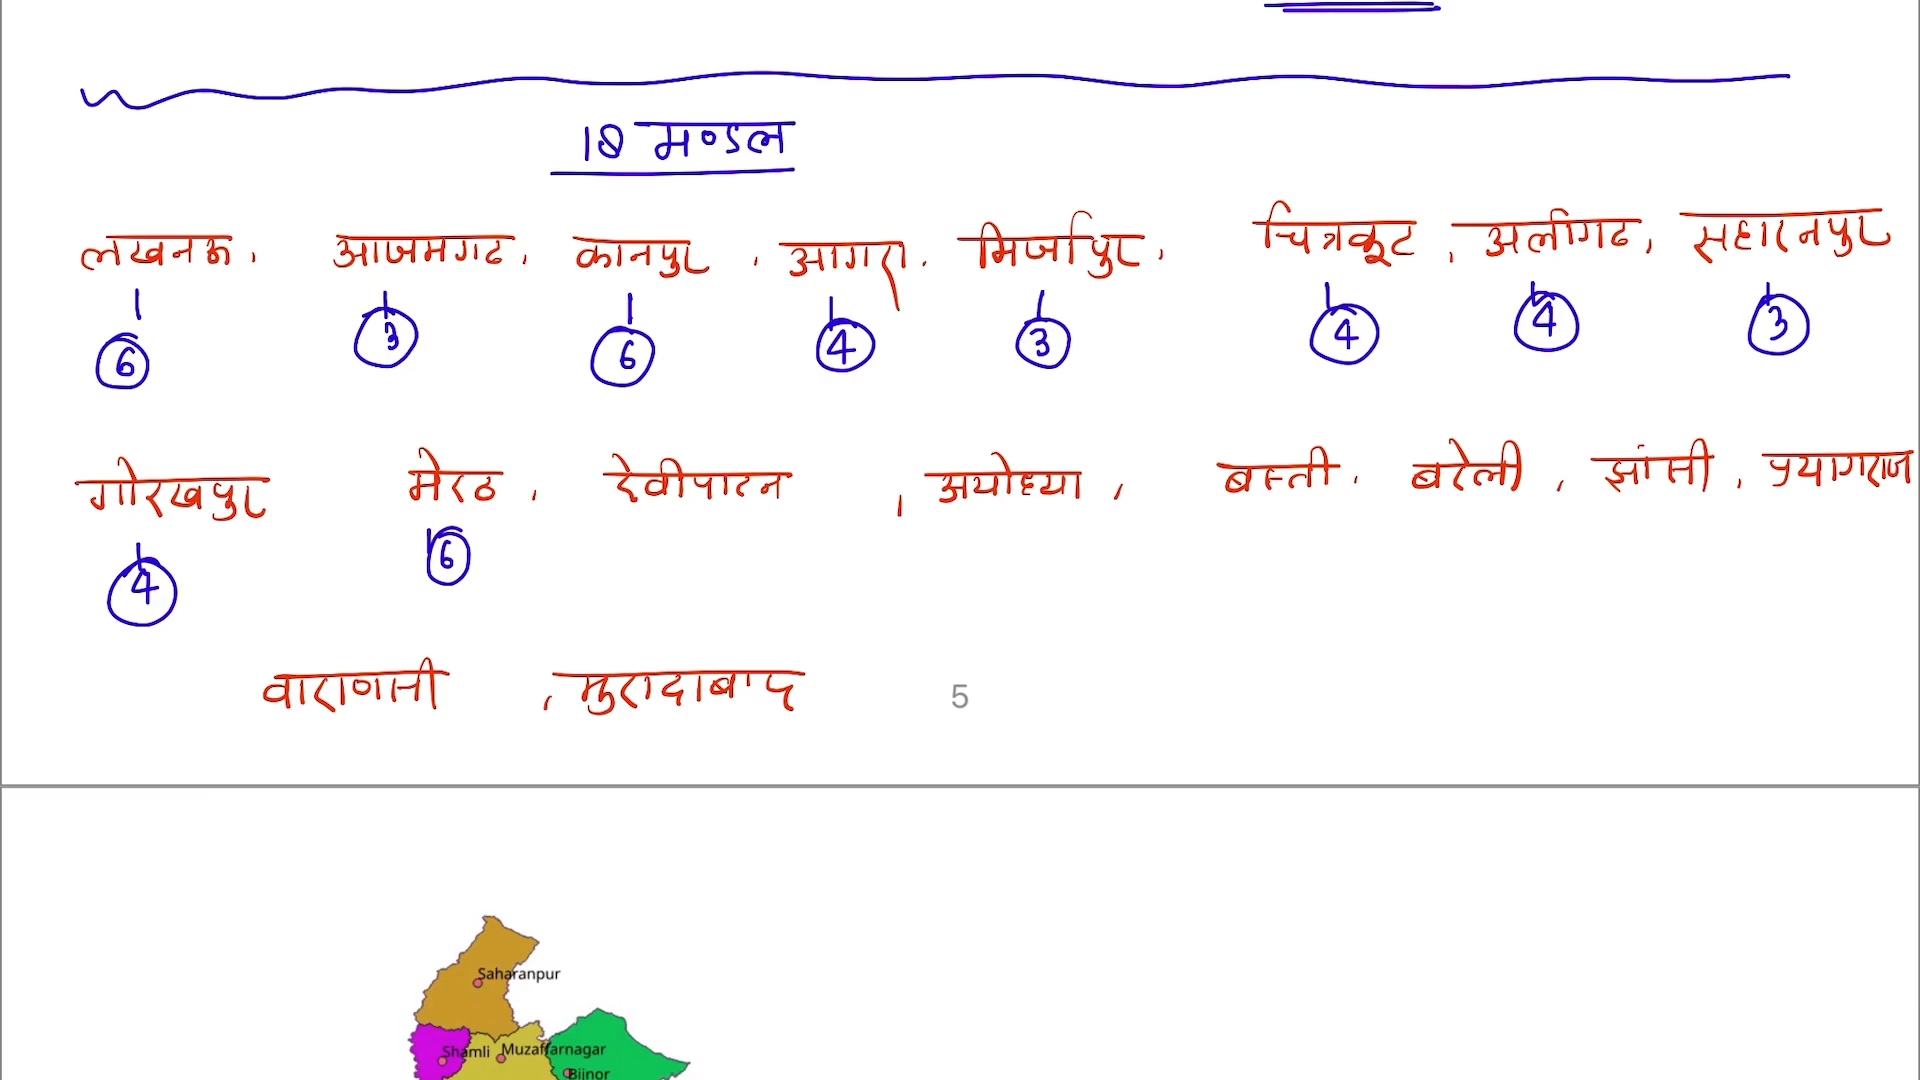 18 मण्डल
लखनऊ, आजमगढ, कानपुर, आगरा, मिर्जापुर, चित्रकूट, अलीगढ, सहारनपुर
6 3 6 4 3 4 4 3
गोरखपुर मेरठ, देवीपाटन, अयोध्या, बस्ती, बरेली, झांसी, प्रयागराज
4 6
वाराणसी, मुरादाबाद
5
Saharanpur
Shamli Muzaffarnagar
Bijnor